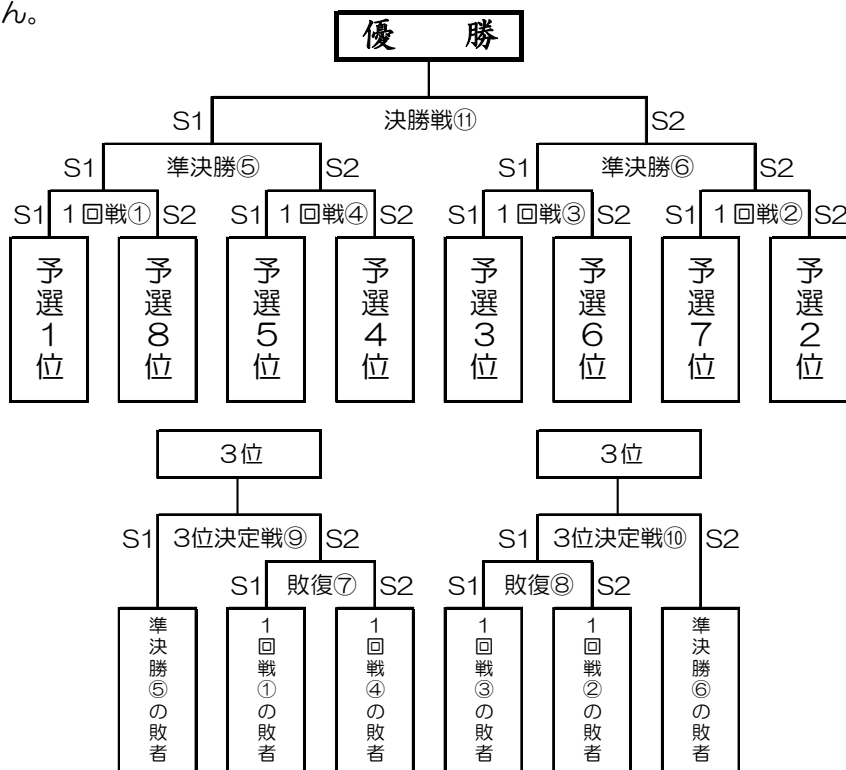 ん。
優　勝
S1 決勝戦⑪ S2
S1 準決勝⑤ S2 S1 準決勝⑥ S2
S1 1回戦① S2 S1 1回戦④ S2 S1 1回戦③ S2 S1 1回戦② S2
予選1位 予選8位 予選5位 予選4位 予選3位 予選6位 予選7位 予選2位
3位 3位
S1 3位決定戦⑨ S2 S1 3位決定戦⑩ S2
S1 敗復⑦ S2 S1 敗復⑧ S2
準決勝⑤の敗者 1回戦①の敗者 1回戦④の敗者 1回戦③の敗者 1回戦②の敗者 準決勝⑥の敗者